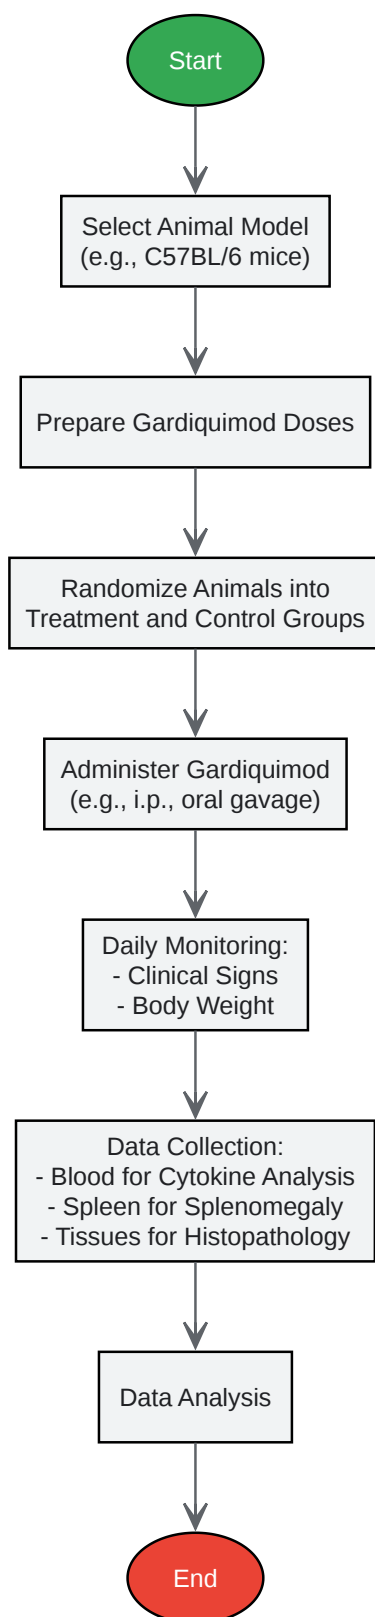 Start
Select Animal Model
(e.g., C57BL/6 mice)
Prepare Gardiquimod Doses
Randomize Animals into
Treatment and Control Groups
Administer Gardiquimod
(e.g., i.p., oral gavage)
Daily Monitoring:
- Clinical Signs
- Body Weight
Data Collection:
- Blood for Cytokine Analysis
- Spleen for Splenomegaly
- Tissues for Histopathology
Data Analysis
End